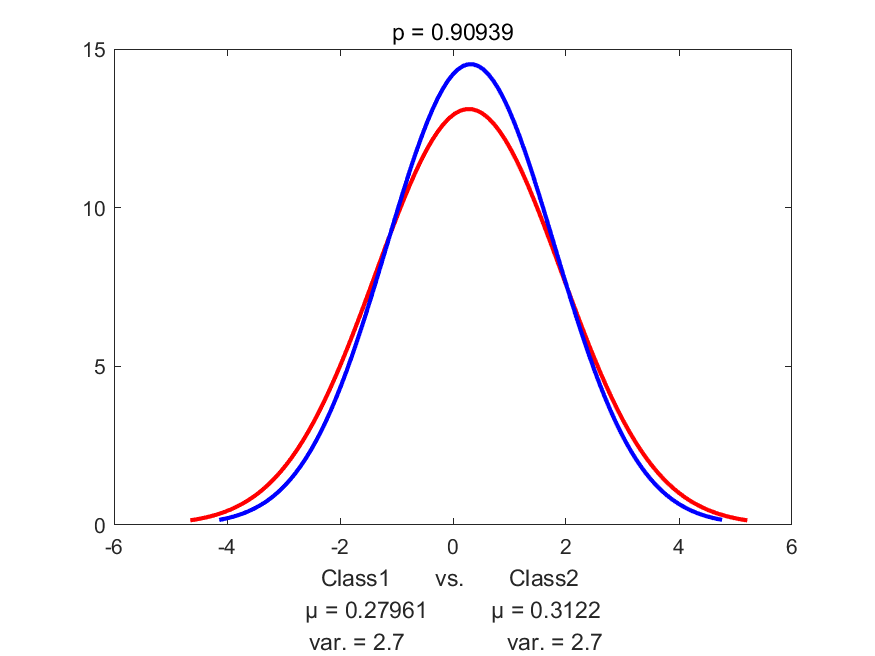 p = 0.90939
15
10
5
0
-6 -4 -2 0 2 4 6
Class1 vs. Class2
μ = 0.27961 μ = 0.3122
var. = 2.7 var. = 2.7